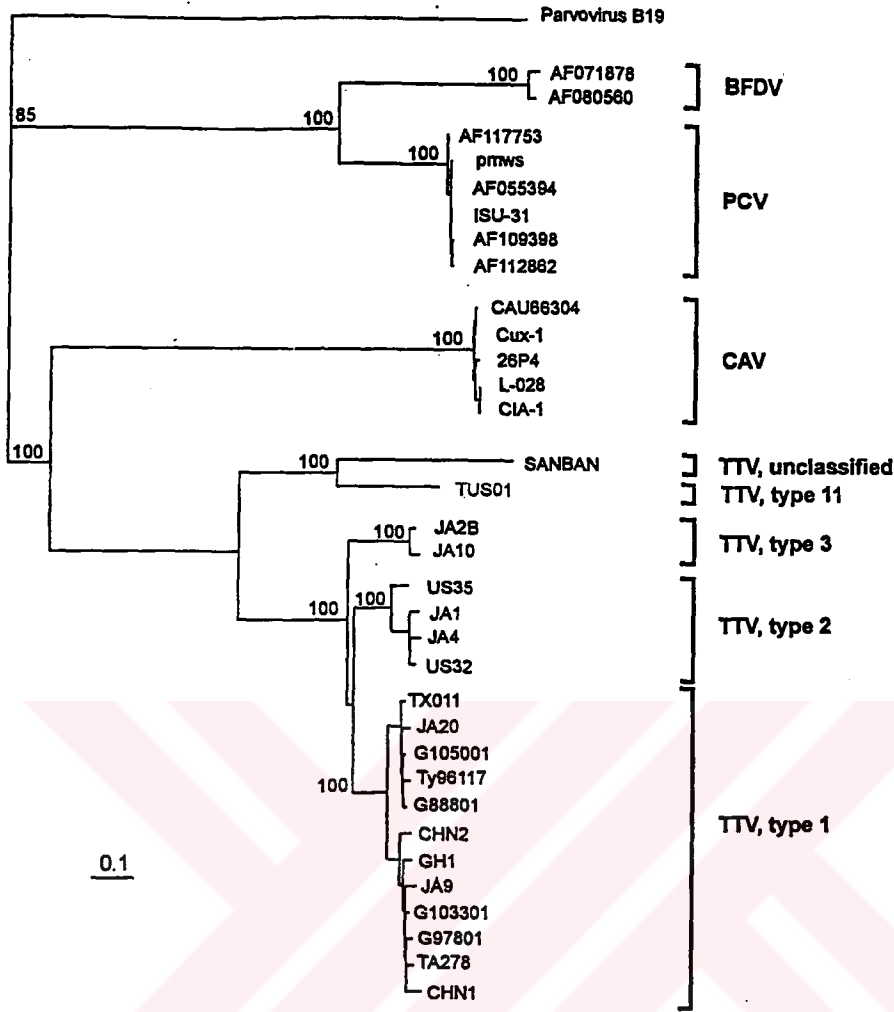 Parvovirus B19
100 AF071878
AF080560
BFDV
85
100
AF117753
100
pmws
AF055394
ISU-31
AF109398
AF112862
PCV
CAU66304
100 Cux-1
26P4
L-028
CIA-1
CAV
100
100 SANBAN
TTV, unclassified
TUS01
TTV, type 11
100 JA2B
JA10
TTV, type 3
US35
100
100 JA1
JA4
US32
TTV, type 2
TX011
JA20
G105001
100 Ty96117
G88801
TTV, type 1
CHN2
GH1
0.1
JA9
G103301
G97801
TA278
CHN1